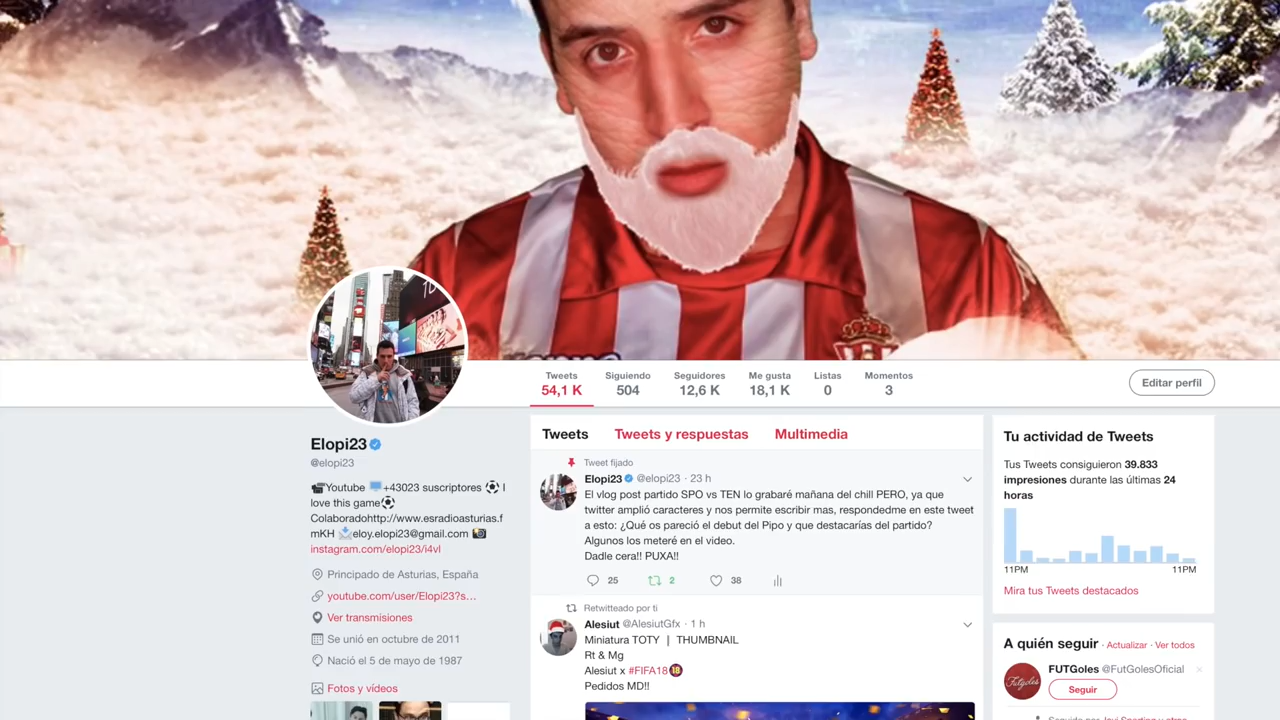 Tweets
54,1 K
Siguiendo
504
Seguidores
12,6 K
Me gusta
18,1 K
Listas
0
Momentos
3
Editar perfil
Elopi23
@elopi23
Youtube +43023 suscriptores I
love this game
Colaboradohttp://www.esradioasturias.f
mKH eloy.elopi23@gmail.com
instagram.com/elopi23/i4vl
Principado de Asturias, España
youtube.com/user/Elopi23?s…
Ver transmisiones
Se unió en octubre de 2011
Nació el 5 de mayo de 1987
Fotos y vídeos
Tweets Tweets y respuestas Multimedia
Tweet fijado
Elopi23 @elopi23 · 23 h
El vlog post partido SPO vs TEN lo grabaré mañana del chill PERO, ya que
twitter amplió caracteres y nos permite escribir mas, respondedme en este tweet
a esto: ¿Qué os pareció el debut del Pipo y que destacarías del partido?
Algunos los meteré en el video.
Dadle cera!! PUXA!!
25 2 38
Retwitteado por ti
Alesiut @AlesiutGfx · 1 h
Miniatura TOTY | THUMBNAIL
Rt & Mg
Alesiut x #FIFA18🔞
Pedidos MD!!
Tu actividad de Tweets
Tus Tweets consiguieron 39.833
impresiones durante las últimas 24
horas
11PM 11PM
Mira tus Tweets destacados
A quién seguir · Actualizar · Ver todos
Futgoles
FUTGoles @FutGolesOficial
Seguir